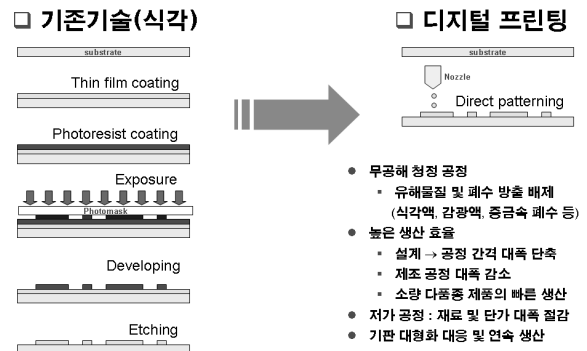 ❑ 기존기술(식각)
substrate
Thin film coating
Photoresist coating
Exposure
Photomask
Developing
Etching
❑ 디지털 프린팅
substrate
Nozzle
Direct patterning
● 무공해 청정 공정
▪ 유해물질 및 폐수 방출 배제
(식각액, 감광액, 중금속 폐수 등)
● 높은 생산 효율
▪ 설계 → 공정 간격 대폭 단축
▪ 제조 공정 대폭 감소
▪ 소량 다품종 제품의 빠른 생산
● 저가 공정 : 재료 및 단가 대폭 절감
● 기판 대형화 대응 및 연속 생산